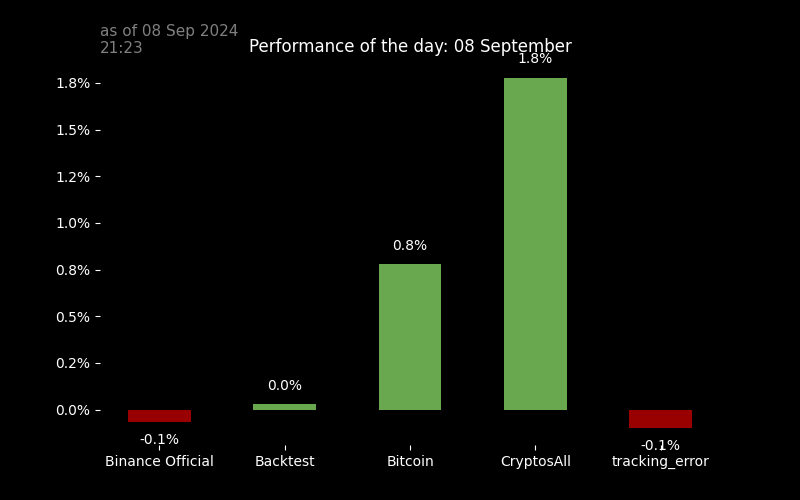 as of 08 Sep 2024
21:23
Performance of the day: 08 September
1.8%
1.8%
1.5%
1.2%
1.0%
0.8%
0.8%
0.5%
0.2%
0.0%
0.0%
-0.1%
-0.1%
Binance Official
Backtest
Bitcoin
CryptosAll
tracking_error